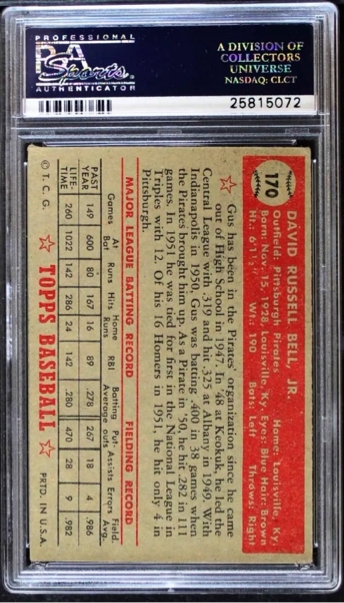 PROFESSIONAL
PSA
Sports
AUTHENTICATOR
A DIVISION OF
COLLECTORS
UNIVERSE
NASDAQ: CLCT
25815072
170
DAVID RUSSELL BELL, JR.
Outfield: Pittsburgh Pirates Home: Louisville, Ky.
Born: Nov. 15, 1928, Louisville, Ky. Eyes: Blue Hair: Brown
Ht.: 6'1½" Wt.: 190 Bats: Left Throws: Right
Gus has been in the Pirates' organization since he came
out of High School in 1947. In '48 at Keokuk, he led the
Central League with .319 and hit .325 at Albany in 1949. With
Indianapolis in 1950, Gus was batting .400 in 38 games when
the Pirates brought him up. As a Pirate in '50, he hit .282 in 111
games. In 1951 he was tied for first in the National League in
Triples with 12. Of his 16 Homers in 1951, he hit only 4 in
Pittsburgh.
MAJOR LEAGUE BATTING RECORD FIELDING RECORD
Games At Bat Runs Hits Home Runs RBI Batting Average Put-outs Assists Errors Field. Avg.
PAST YEAR 149 600 80 167 16 89 .278 267 18 4 .986
LIFE-TIME 260 1022 142 286 24 142 .280 470 28 9 .982
© T. C. G. TOPPS BASEBALL PRTD. IN U.S.A.